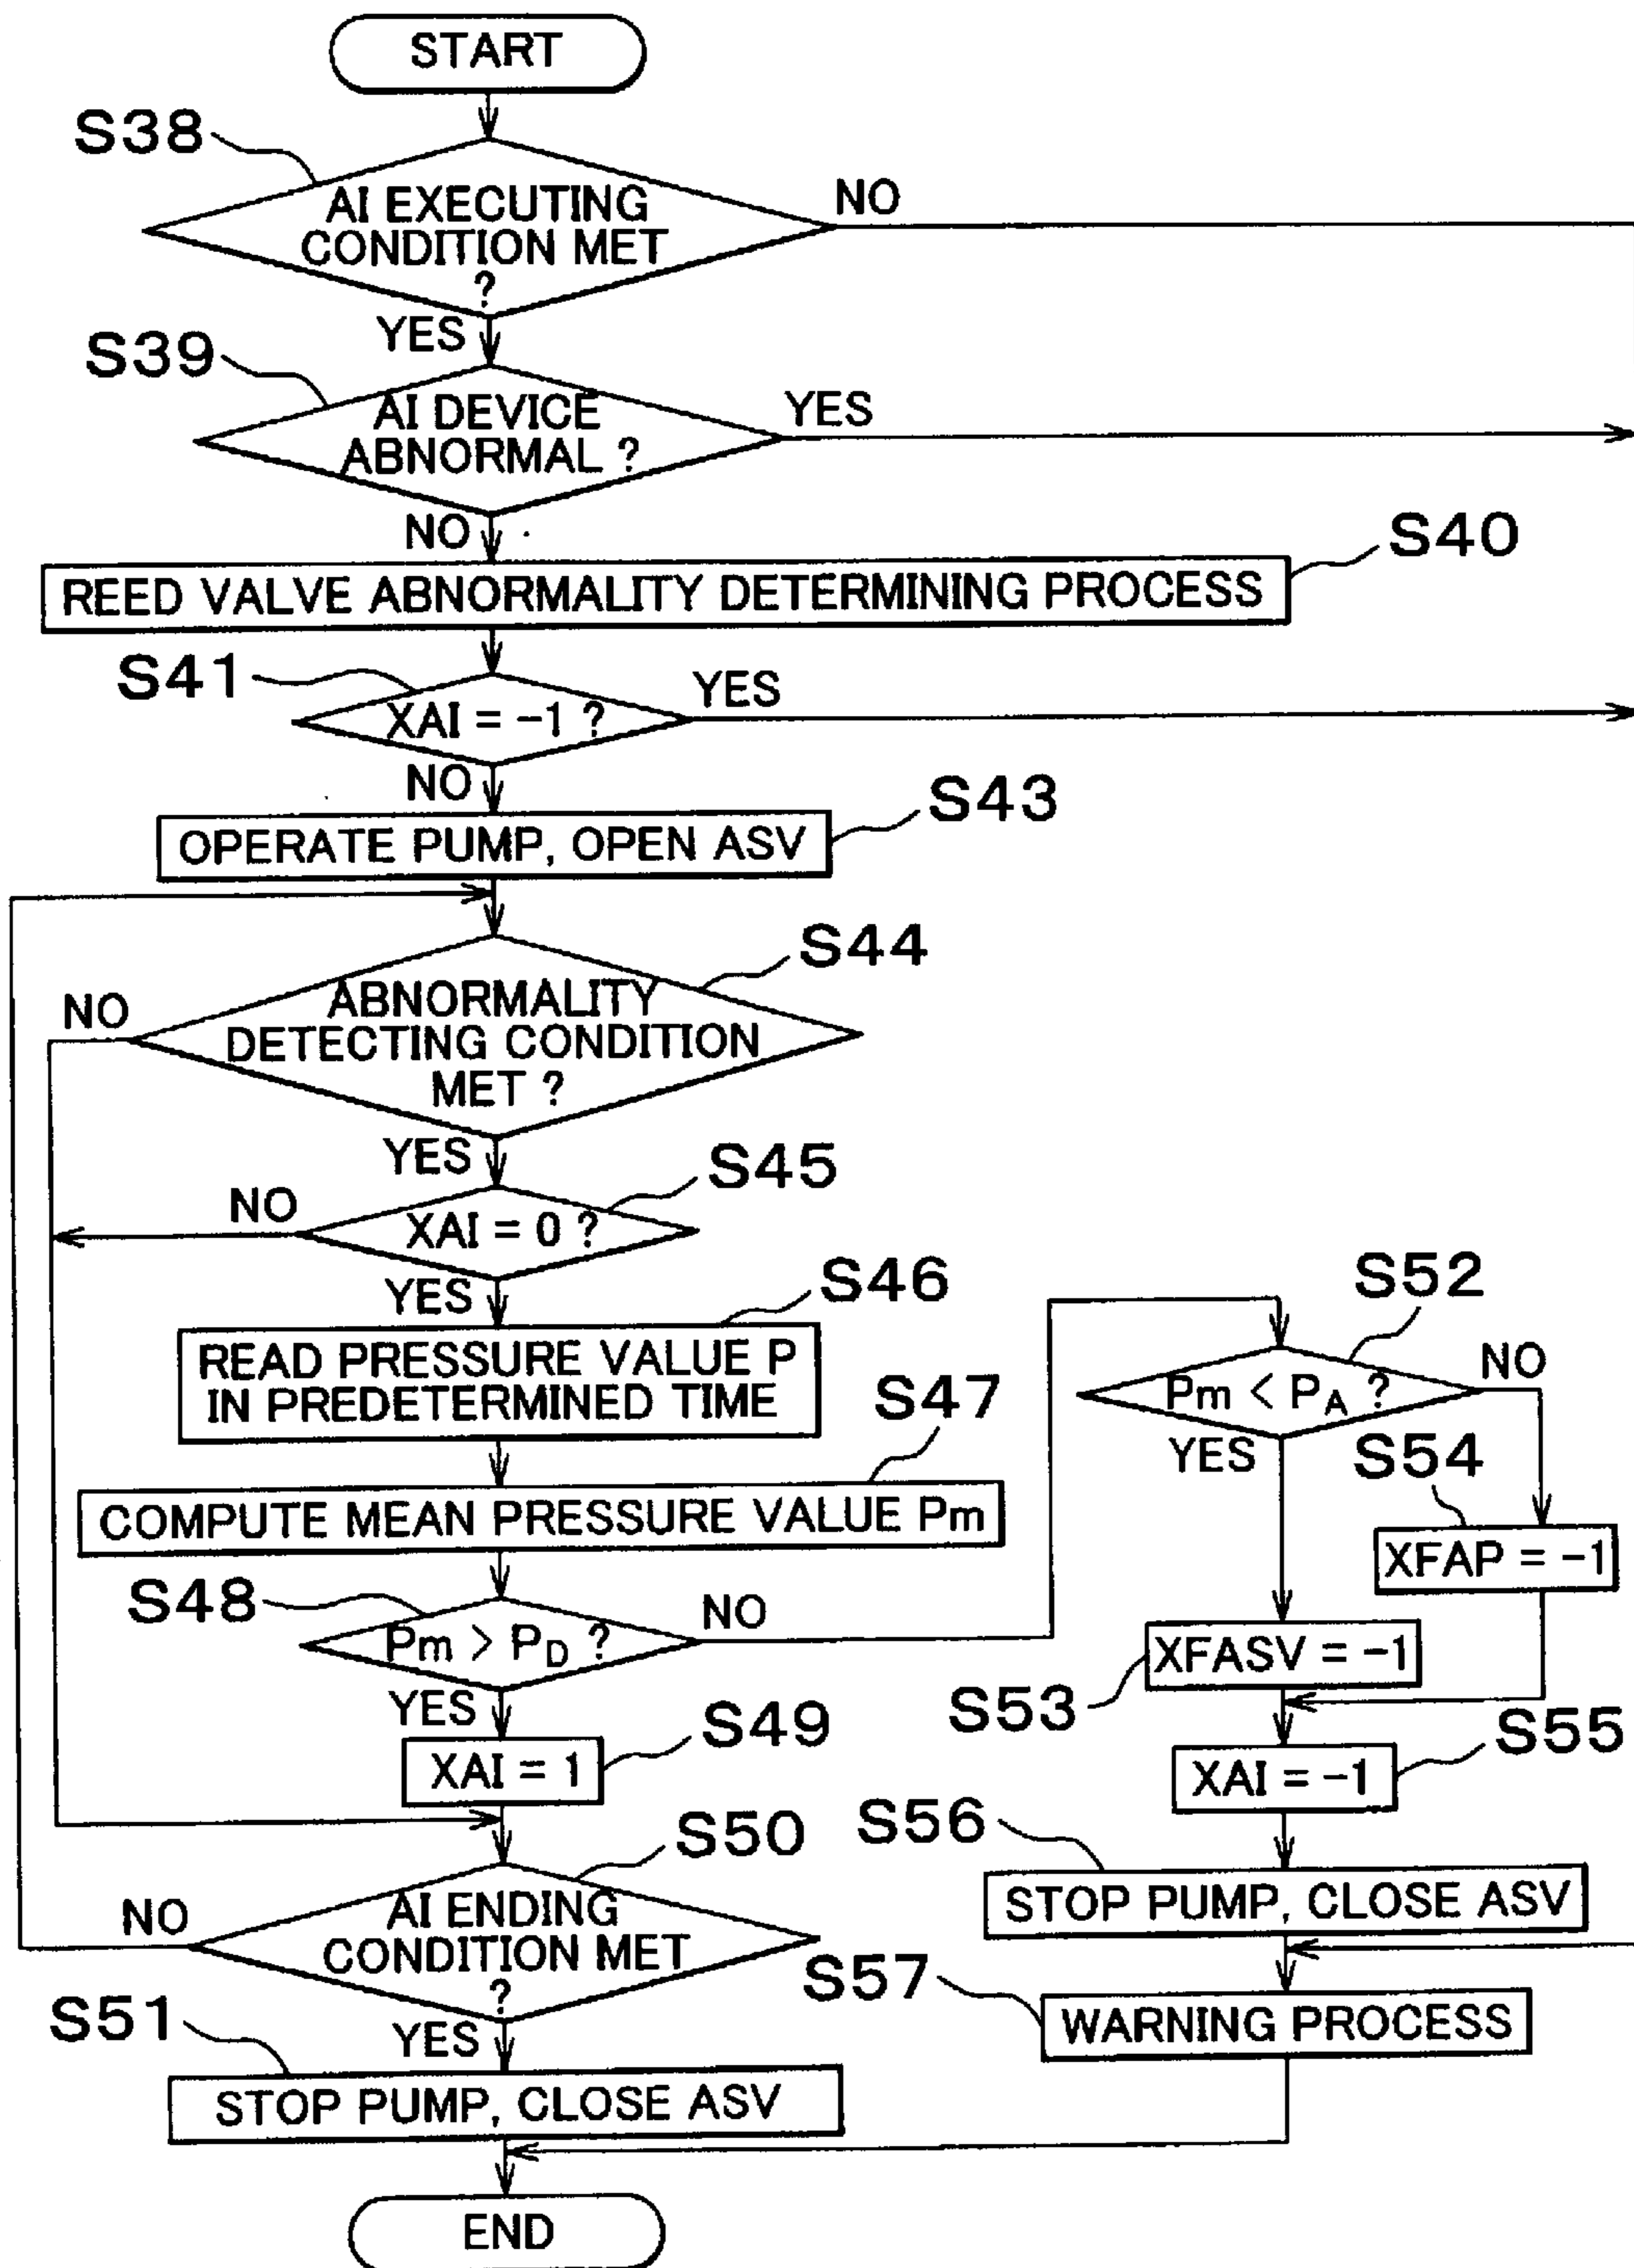 START
S38
AI EXECUTING
CONDITION MET
?
NO
YES
S39
AI DEVICE
ABNORMAL ?
YES
NO
S40
REED VALVE ABNORMALITY DETERMINING PROCESS
S41
XAI = -1 ?
YES
NO
S43
OPERATE PUMP, OPEN ASV
S44
ABNORMALITY
DETECTING CONDITION
MET ?
NO
YES
S45
XAI = 0 ?
NO
YES
S46
READ PRESSURE VALUE P
IN PREDETERMINED TIME
S47
COMPUTE MEAN PRESSURE VALUE Pm
S48
Pm > PD ?
NO
YES
S49
XAI = 1
S50
AI ENDING
CONDITION MET
?
NO
YES
S51
STOP PUMP, CLOSE ASV
S52
Pm < PA ?
NO
YES
S54
XFAP = -1
XFASV = -1
S53
S55
XAI = -1
S56
STOP PUMP, CLOSE ASV
S57
WARNING PROCESS
END